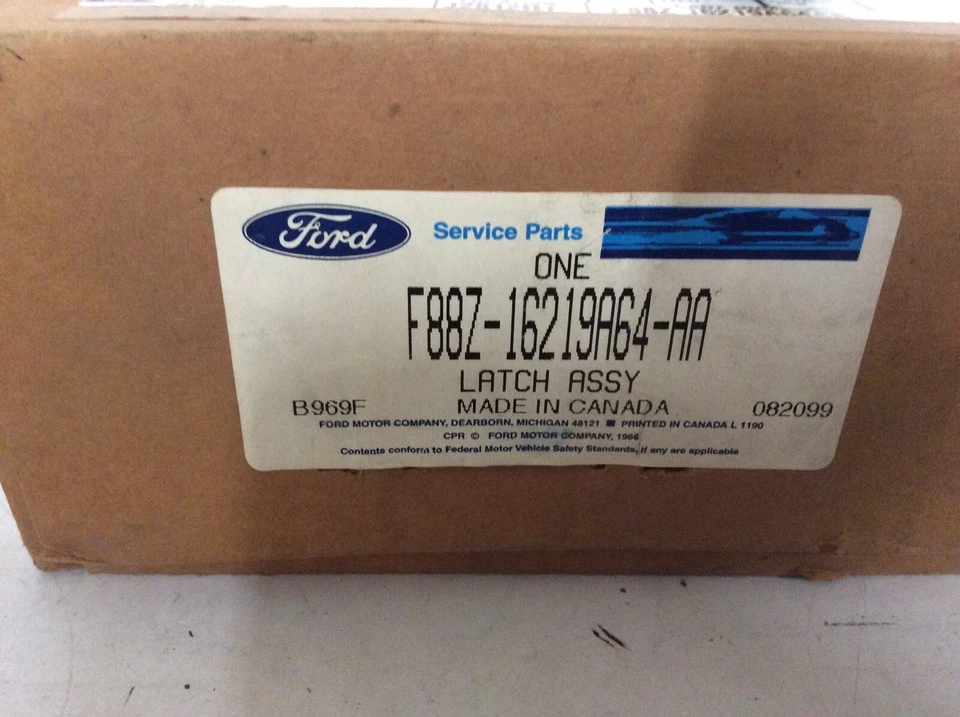 Ford Service Parts
ONE
F88Z-16219A64-AA
LATCH ASSY
B969F MADE IN CANADA 082099
FORD MOTOR COMPANY, DEARBORN, MICHIGAN 48121 ■ PRINTED IN CANADA L 1190
CPR © FORD MOTOR COMPANY, 1966
Contents conform to Federal Motor Vehicle Safety Standards, if any are applicable